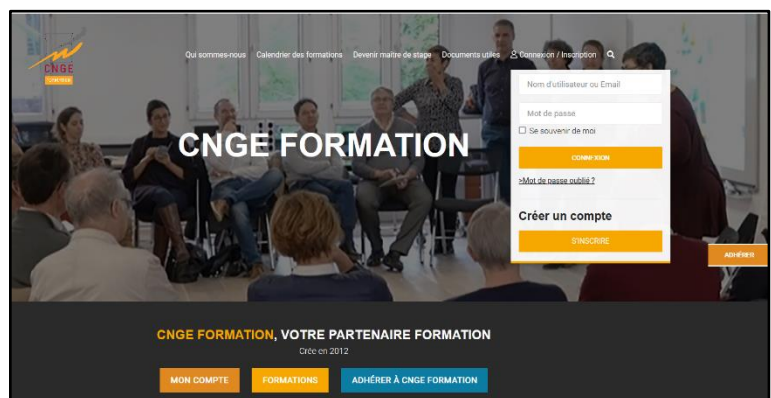 CNGE
FORMATION
Qui sommes-nous Calendrier des formations Devenir maître de stage Documents utiles Connexion / Inscription
Nom d'utilisateur ou Email
Mot de passe
Se souvenir de moi
CONNEXION
>Mot de passe oublié ?
Créer un compte
S'INSCRIRE
CNGE FORMATION
ADHÉRER
CNGE FORMATION, VOTRE PARTENAIRE FORMATION
Crée en 2012
MON COMPTE FORMATIONS ADHÉRER À CNGE FORMATION